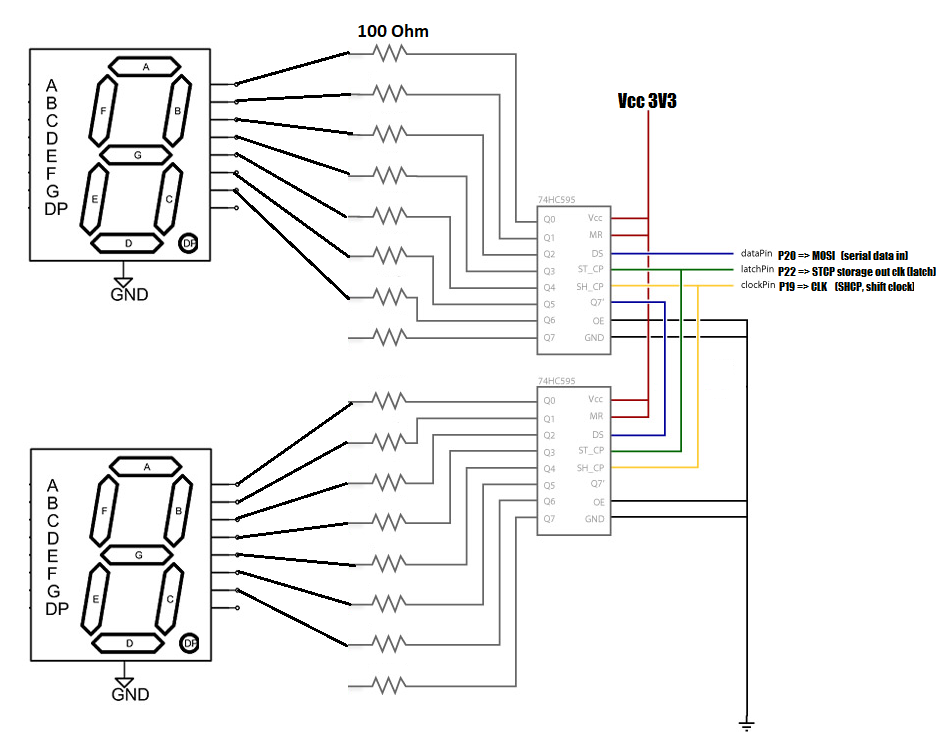 100 Ohm
A
B
C
D
E
F
G
DP
A
F
B
G
E
C
D
DP
GND
Vcc 3V3
74HC595
Q0
Q1
Q2
Q3
Q4
Q5
Q6
Q7
Vcc
MR
DS
ST_CP
SH_CP
Q7'
OE
GND
dataPin P20 => MOSI (serial data in)
latchPin P22 => STCP storage out clk (latch)
clockPin P19 => CLK (SHCP, shift clock)
74HC595
Q0
Q1
Q2
Q3
Q4
Q5
Q6
Q7
Vcc
MR
DS
ST_CP
SH_CP
Q7'
OE
GND
A
B
C
D
E
F
G
DP
A
F
B
G
E
C
D
DP
GND